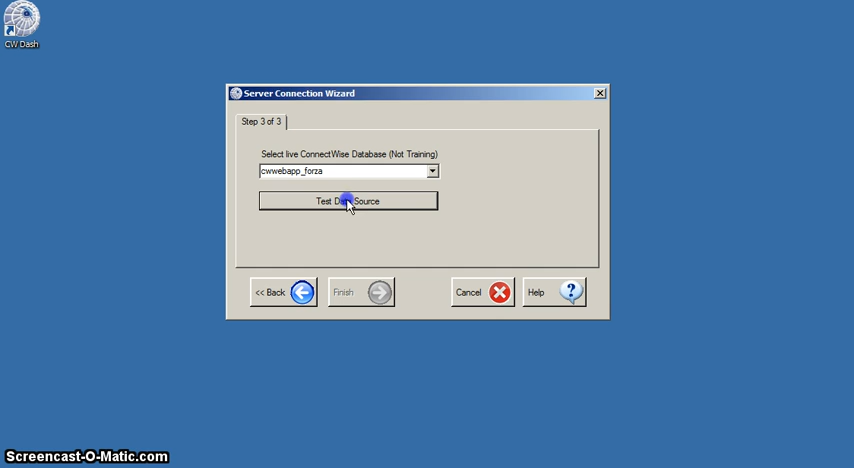 CW Dash
Server Connection Wizard
Step 3 of 3
Select live ConnectWise Database (Not Training)
cwwebapp_forza
Test Data Source
<< Back
Finish
Cancel
Help
Screencast-O-Matic.com